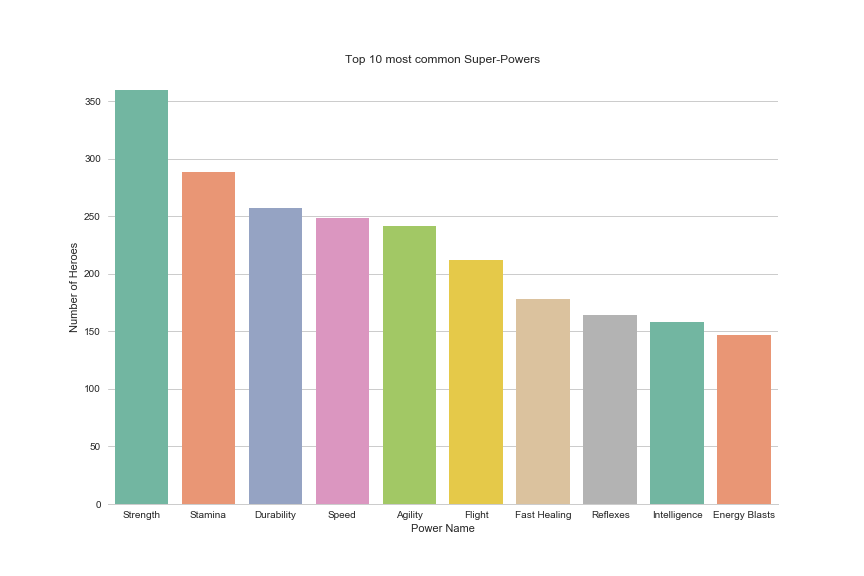 Top 10 most common Super-Powers
350
300
250
200
150
100
50
0
Number of Heroes
Strength Stamina Durability Speed Agility Flight Fast Healing Reflexes Intelligence Energy Blasts
Power Name